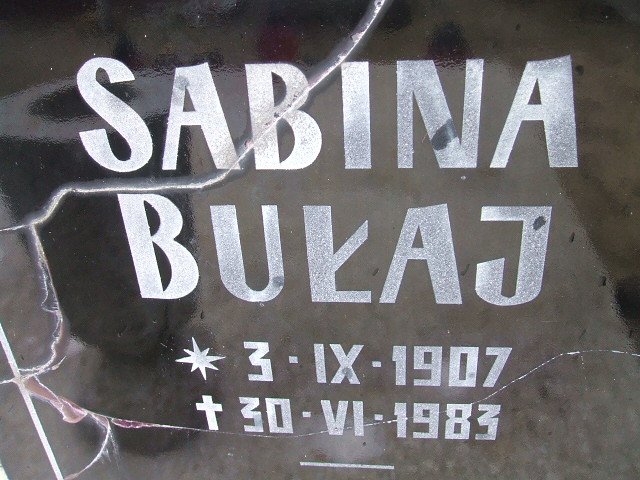 SABINA
BUŁAJ
* 3·IX·1907
† 30·VI·1983